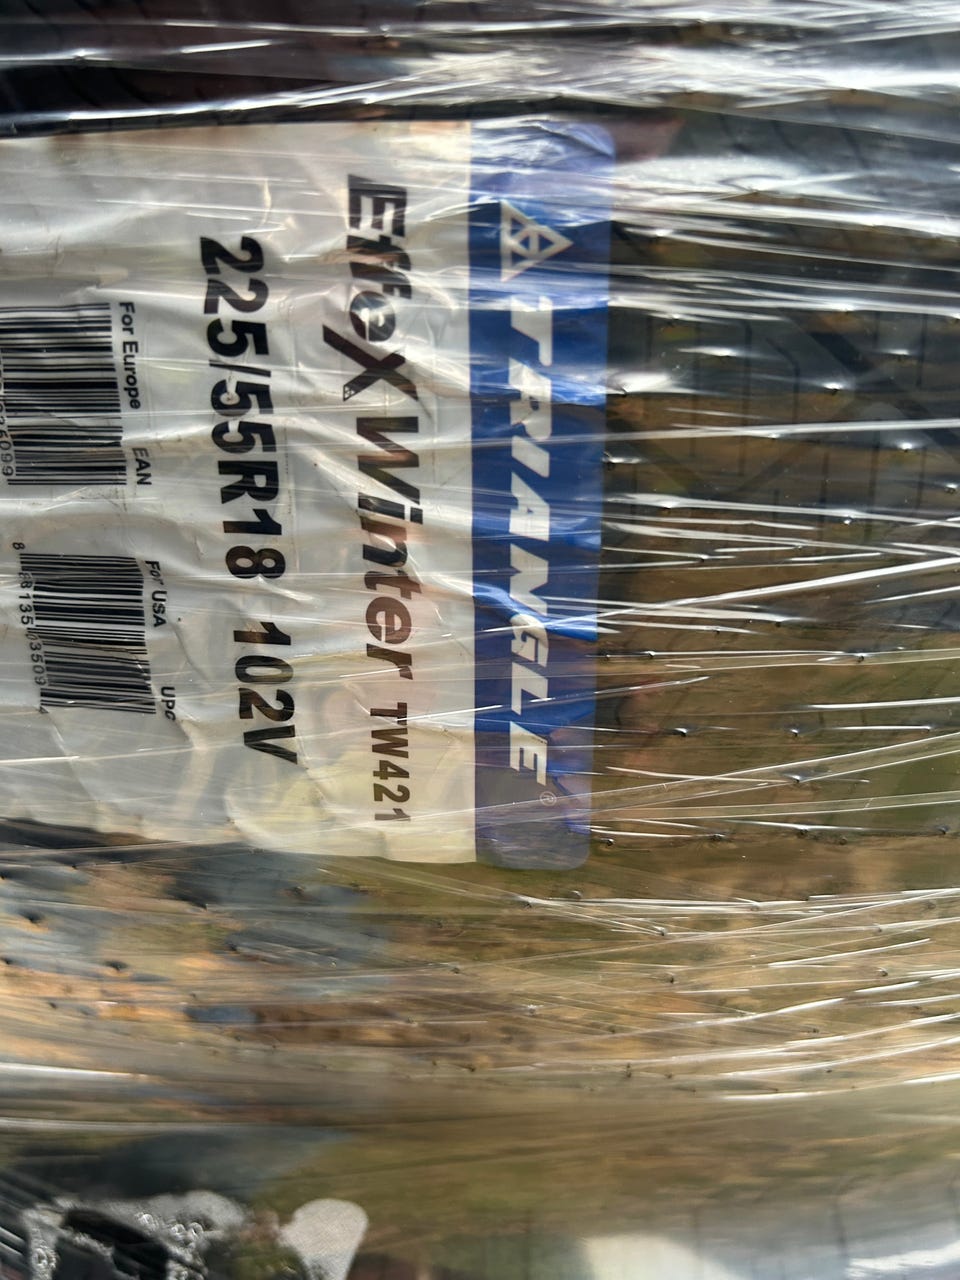 TRIANGLE®
EffeX Winter TW421
225/55R18 102V
For Europe EAN
For USA UPC